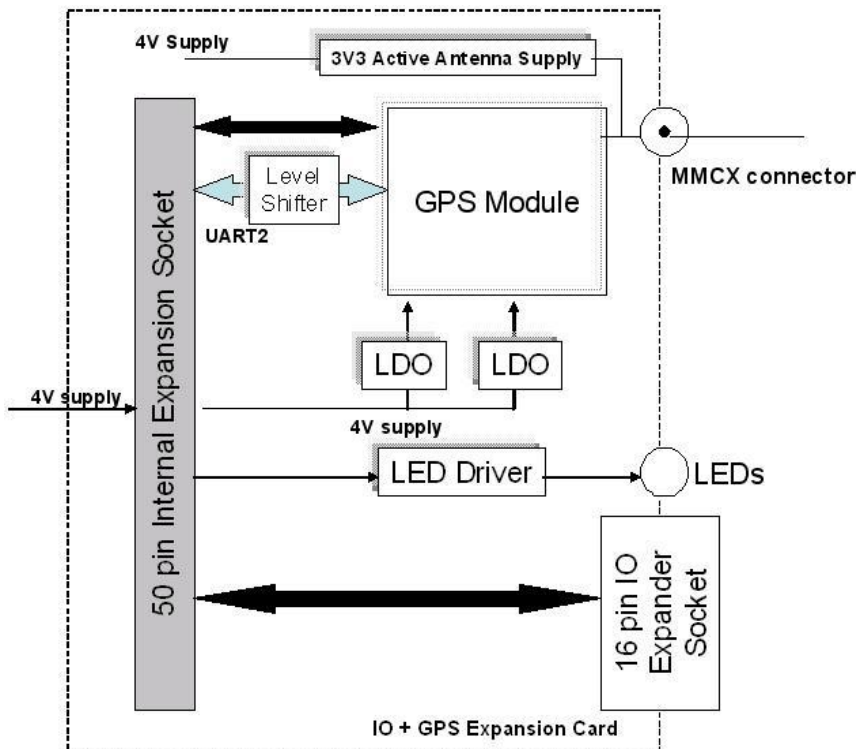 4V Supply
3V3 Active Antenna Supply
Level
Shifter
UART2
GPS Module
MMCX connector
50 pin Internal Expansion Socket
LDO
LDO
4V supply
4V supply
LED Driver
LEDs
16 pin IO
Expander
Socket
IO + GPS Expansion Card